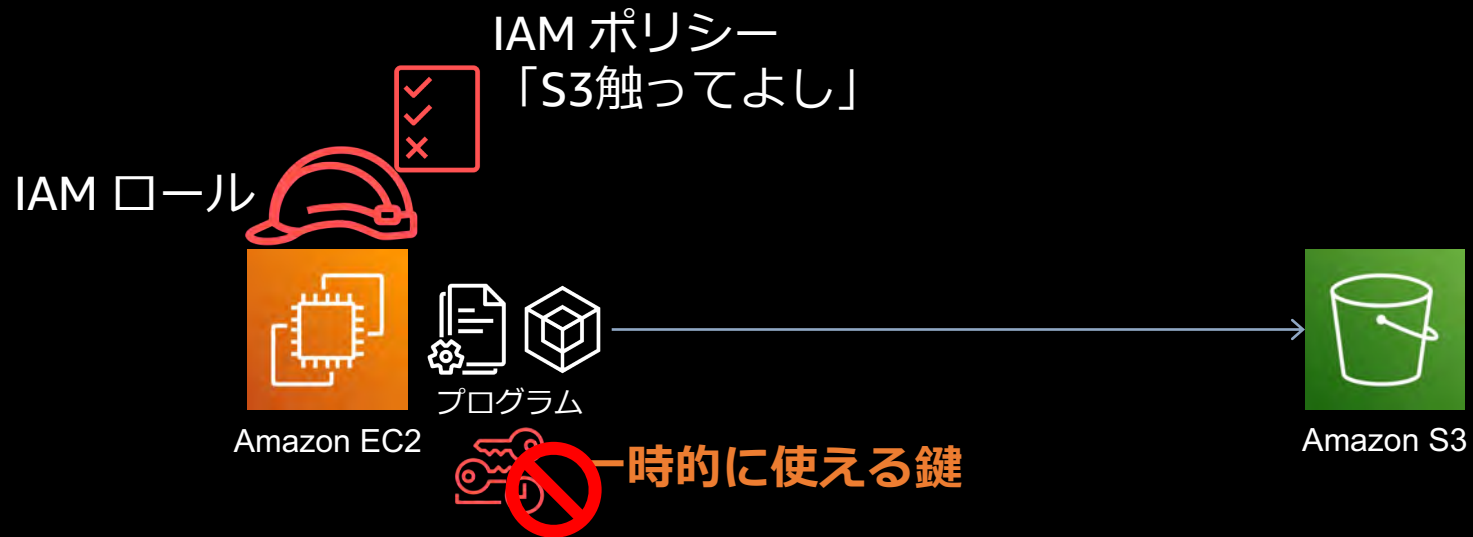 IAM ポリシー
「S3触ってよし」
IAM ロール
プログラム
Amazon EC2
Amazon S3
一時的に使える鍵